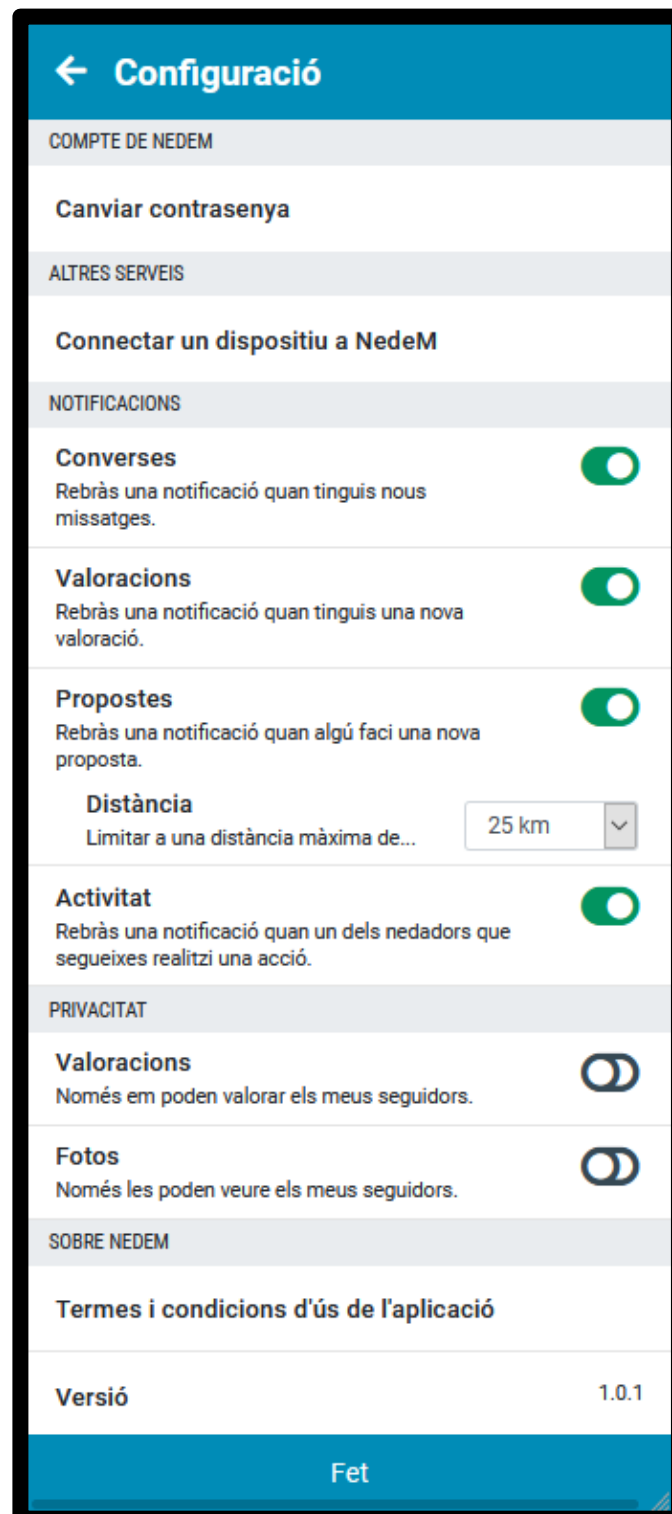 Configuració
COMPTE DE NEDEM
Canviar contrasenya
ALTRES SERVEIS
Connectar un dispositiu a NedeM
NOTIFICACIONS
Converses
Rebràs una notificació quan tinguis nous
missatges.
Valoracions
Rebràs una notificació quan tinguis una nova
valoració.
Propostes
Rebràs una notificació quan algú faci una nova
proposta.
Distància
Limitar a una distància màxima de...
25 km
Activitat
Rebràs una notificació quan un dels nedadors que
segueixes realitzi una acció.
PRIVACITAT
Valoracions
Només em poden valorar els meus seguidors.
Fotos
Només les poden veure els meus seguidors.
SOBRE NEDEM
Termes i condicions d'ús de l'aplicació
Versió 1.0.1
Fet